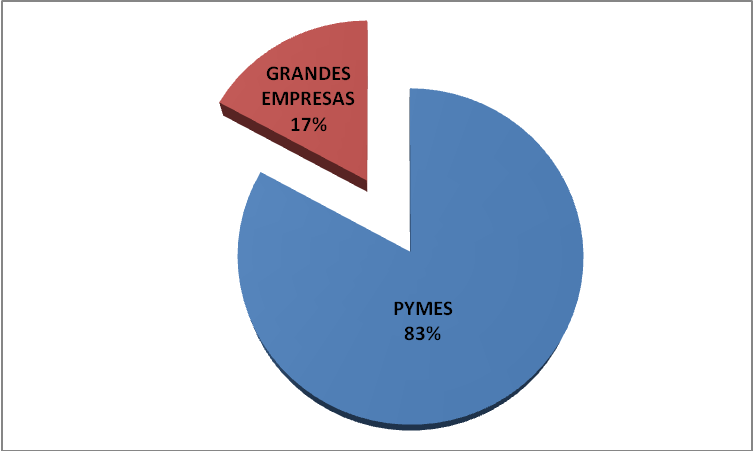 GRANDES
EMPRESAS
17%
PYMES
83%